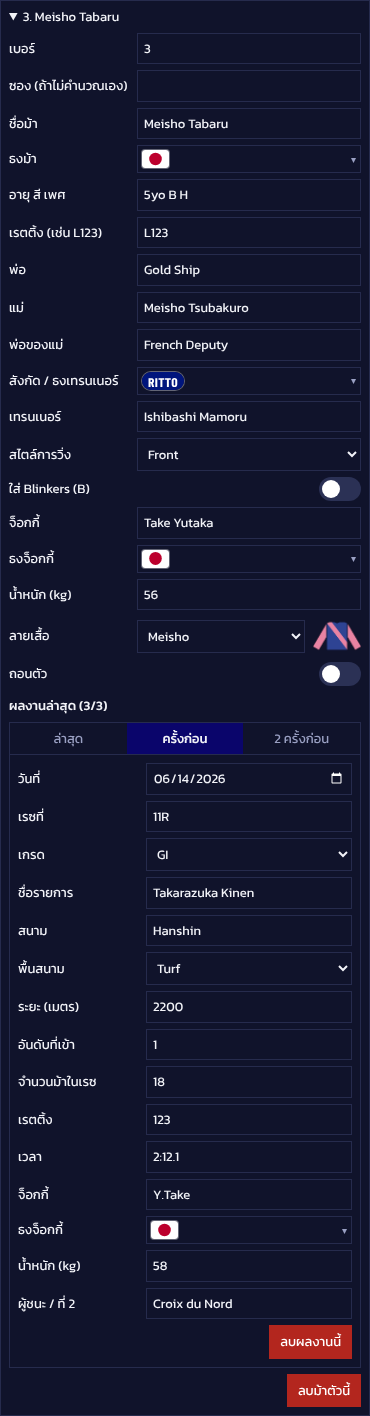 ▼ 3. Meisho Tabaru
เบอร์ 3
ซอง (ถ้าไม่คำนวณเอง)
ชื่อม้า Meisho Tabaru
ธงม้า
อายุ สี เพศ 5yo B H
เรตติ้ง (เช่น L123) L123
พ่อ Gold Ship
แม่ Meisho Tsubakuro
พ่อของแม่ French Deputy
สังกัด / ธงเทรนเนอร์ RITTO
เทรนเนอร์ Ishibashi Mamoru
สไตล์การวิ่ง Front
ใส่ Blinkers (B)
จ็อกกี้ Take Yutaka
ธงจ็อกกี้
น้ำหนัก (kg) 56
ลายเสื้อ Meisho
ถอนตัว
ผลงานล่าสุด (3/3)
ล่าสุด ครั้งก่อน 2 ครั้งก่อน
วันที่ 06/14/2026
เรซที่ 11R
เกรด GI
ชื่อรายการ Takarazuka Kinen
สนาม Hanshin
พื้นสนาม Turf
ระยะ (เมตร) 2200
อันดับที่เข้า 1
จำนวนม้าในเรซ 18
เรตติ้ง 123
เวลา 2:12.1
จ็อกกี้ Y.Take
ธงจ็อกกี้
น้ำหนัก (kg) 58
ผู้ชนะ / ที่ 2 Croix du Nord
ลบผลงานนี้
ลบม้าตัวนี้